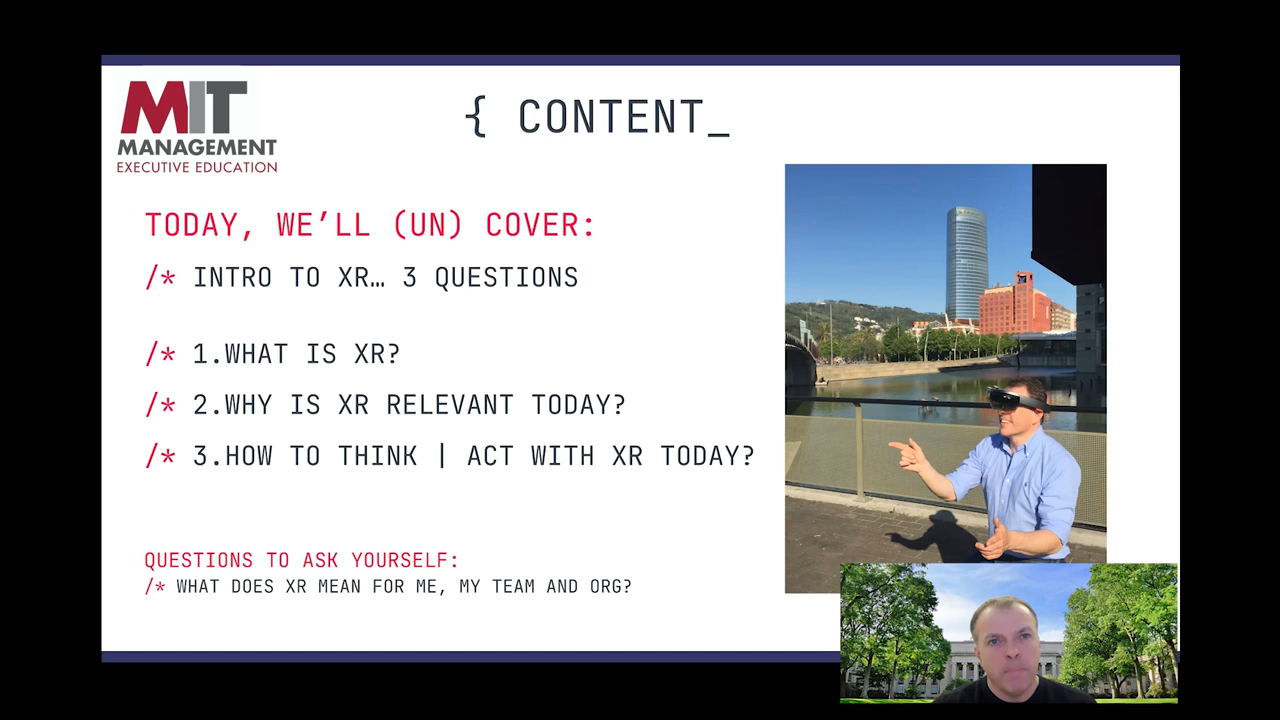 MIT
MANAGEMENT
EXECUTIVE EDUCATION
{ CONTENT_
TODAY, WE’LL (UN) COVER:
/* INTRO TO XR… 3 QUESTIONS
/* 1.WHAT IS XR?
/* 2.WHY IS XR RELEVANT TODAY?
/* 3.HOW TO THINK | ACT WITH XR TODAY?
QUESTIONS TO ASK YOURSELF:
/* WHAT DOES XR MEAN FOR ME, MY TEAM AND ORG?